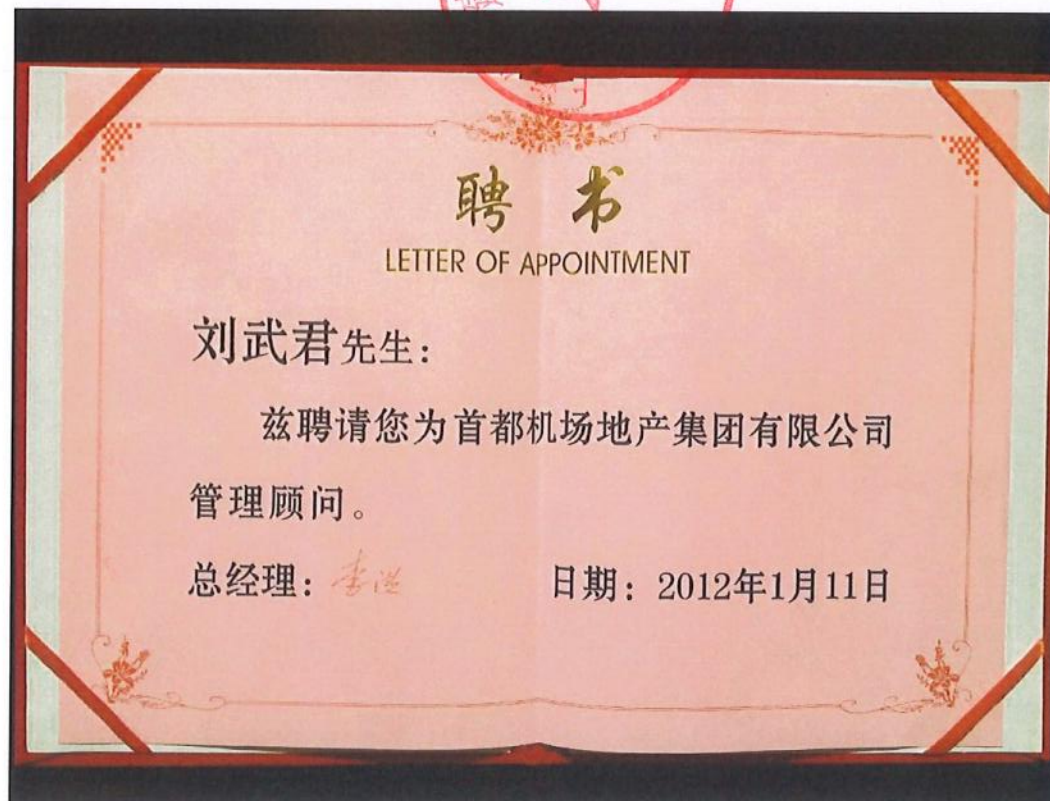 聘 书
LETTER OF APPOINTMENT
刘武君先生：
兹聘请您为首都机场地产集团有限公司
管理顾问。
总经理： 日期：2012年1月11日